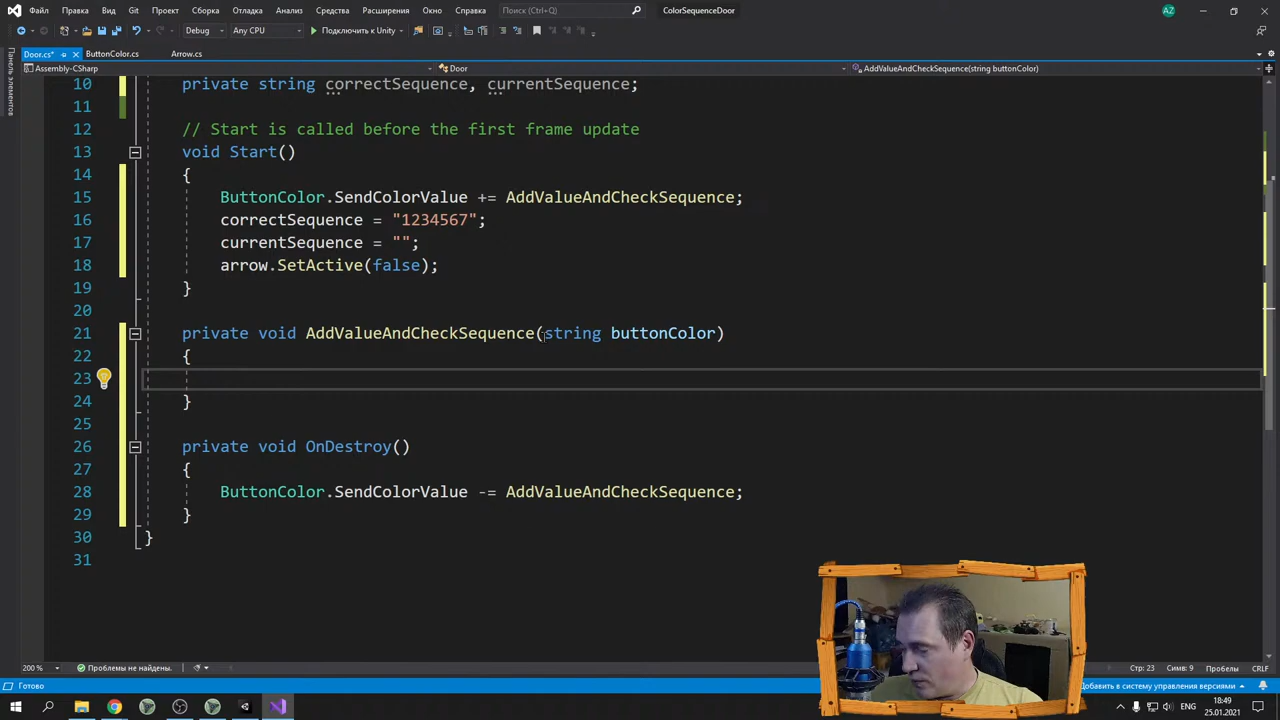 Файл Правка Вид Git Проект Сборка Отладка Анализ Средства Расширения Окно Справка Поиск (Ctrl+Q) ColorSequenceDoor AZ
Debug Any CPU Подключить к Unity
Door.cs* ButtonColor.cs Arrow.cs
Панель элементов
Assembly-CSharp Door AddValueAndCheckSequence(string buttonColor)
10 private string correctSequence, currentSequence;
11
12 // Start is called before the first frame update
13 void Start()
14 {
15 ButtonColor.SendColorValue += AddValueAndCheckSequence;
16 correctSequence = "1234567";
17 currentSequence = "";
18 arrow.SetActive(false);
19 }
20
21 private void AddValueAndCheckSequence(string buttonColor)
22 {
23
24 }
25
26 private void OnDestroy()
27 {
28 ButtonColor.SendColorValue -= AddValueAndCheckSequence;
29 }
30 }
31
200 % Проблемы не найдены. Стр: 23 Симв: 9 Пробелы CRLF
Готово Добавить в систему управления версиями
ENG 18:49
25.01.2021